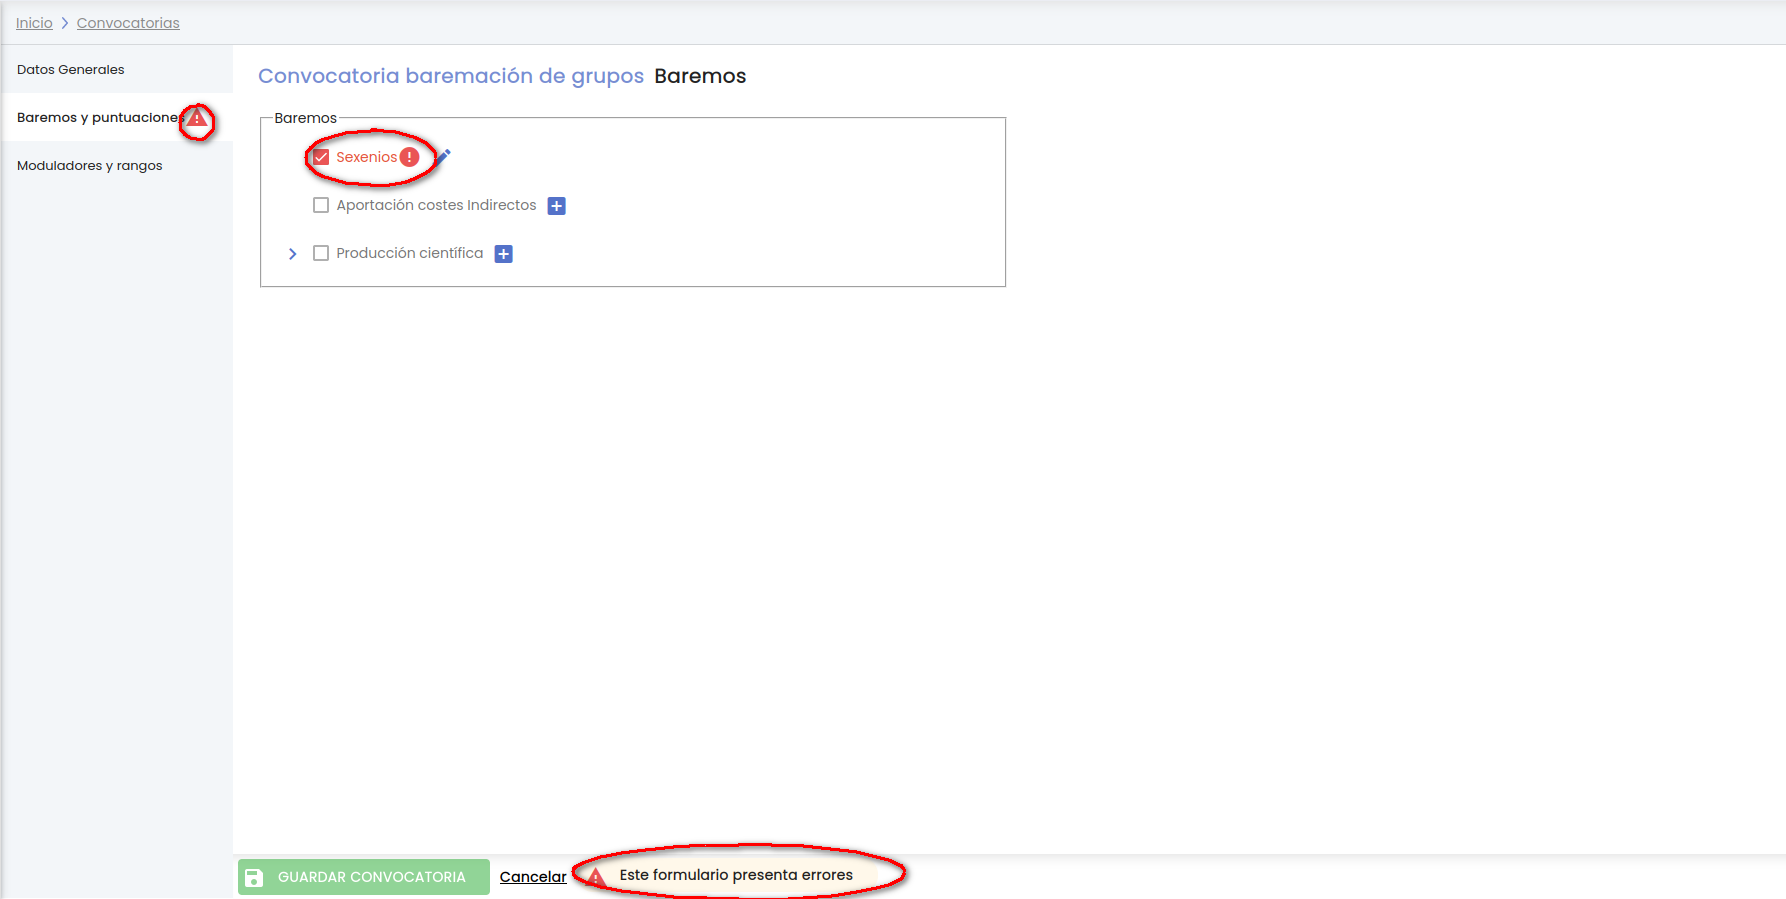 Inicio > Convocatorias
Datos Generales
Baremos y puntuaciones
Moduladores y rangos
Convocatoria baremación de grupos Baremos
Baremos
Sexenios
Aportación costes Indirectos
Producción científica
GUARDAR CONVOCATORIA Cancelar Este formulario presenta errores